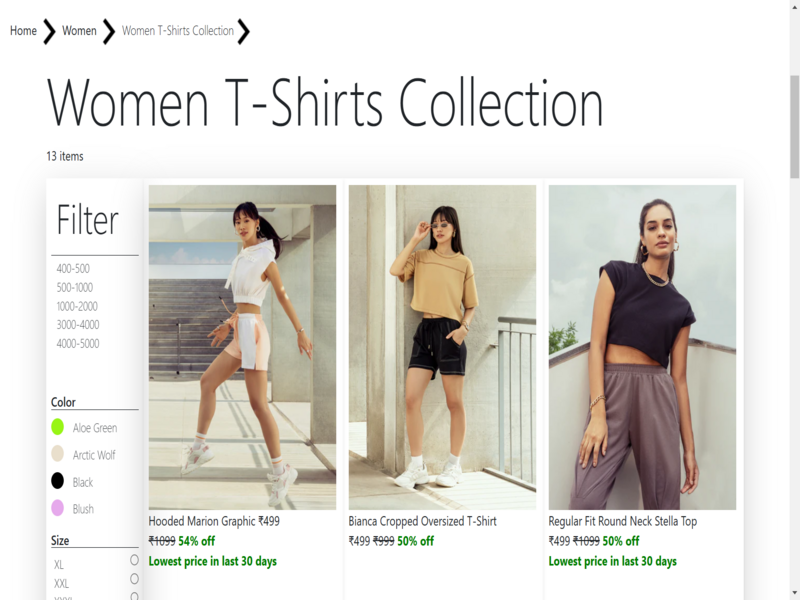 Home Women Women T-Shirts Collection
Women T-Shirts Collection
13 items
Filter
400-500
500-1000
1000-2000
3000-4000
4000-5000
Color
Aloe Green
Arctic Wolf
Black
Blush
Size
XL
XXL
Hooded Marion Graphic ₹499
₹1099 54% off
Lowest price in last 30 days
Bianca Cropped Oversized T-Shirt
₹499 ₹999 50% off
Regular Fit Round Neck Stella Top
₹499 ₹1099 50% off
Lowest price in last 30 days